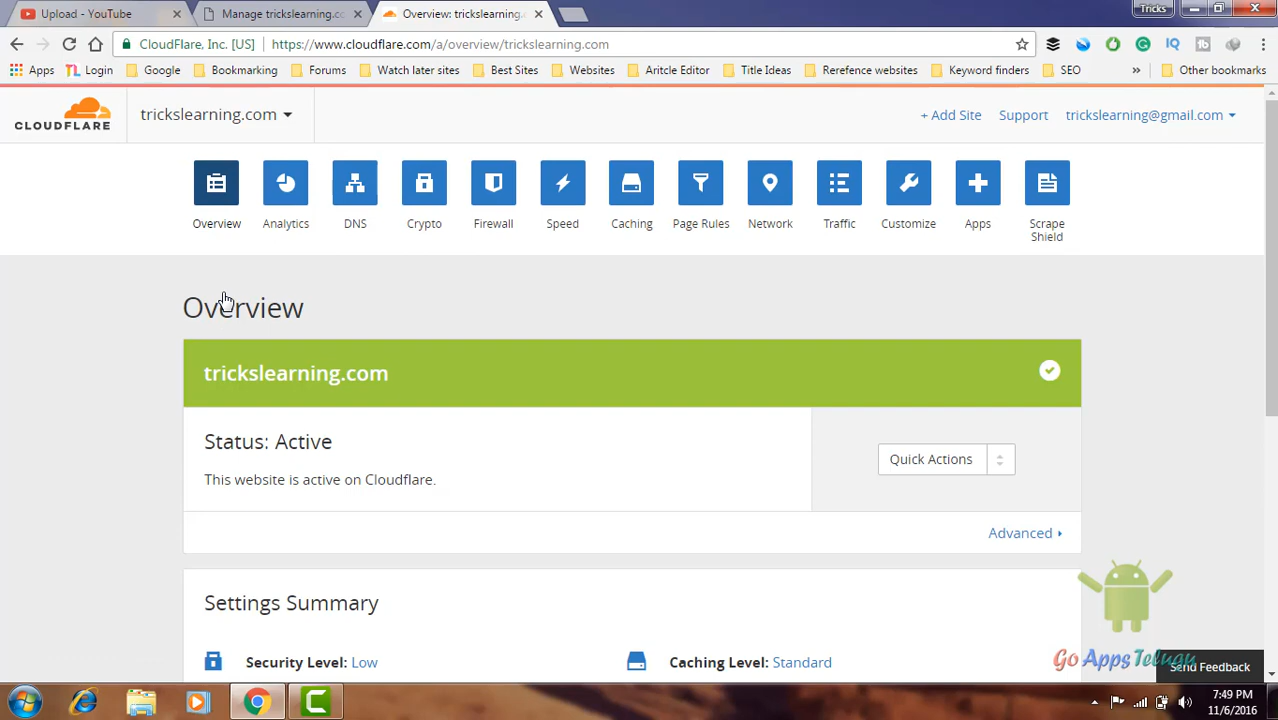 Upload - YouTube
Manage trickslearning.co
Overview: trickslearning.
Tricks
CloudFlare, Inc. [US]
https://www.cloudflare.com/a/overview/trickslearning.com
Apps
TL Login
Google
Bookmarking
Forums
Watch later sites
Best Sites
Websites
Aritcle Editor
Title Ideas
Rerefence websites
Keyword finders
SEO
»
Other bookmarks
CLOUDFLARE
trickslearning.com
+ Add Site
Support
trickslearning@gmail.com
Overview
Analytics
DNS
Crypto
Firewall
Speed
Caching
Page Rules
Network
Traffic
Customize
Apps
Scrape
Shield
Overview
trickslearning.com
Status: Active
This website is active on Cloudflare.
Quick Actions
Advanced
Settings Summary
Security Level: Low
Caching Level: Standard
Go Apps Telugu
Send Feedback
7:49 PM
11/6/2016